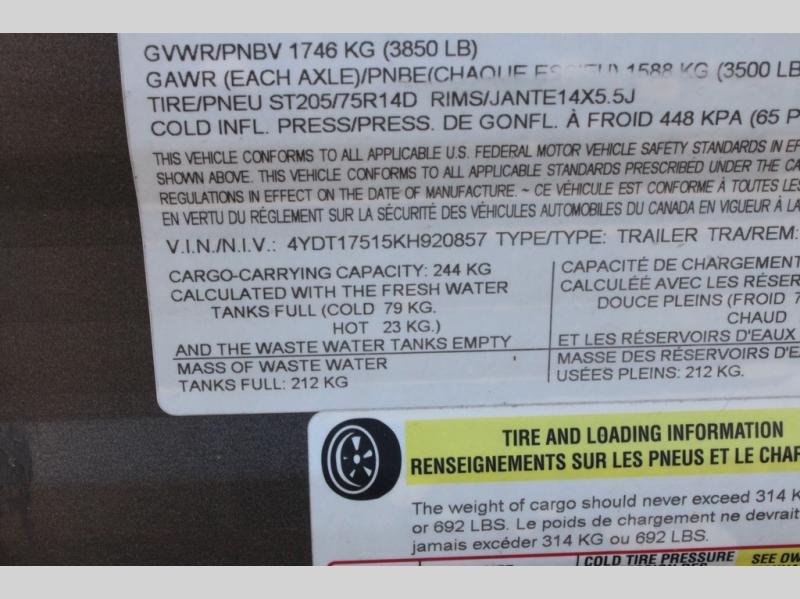 GVWR/PNBV 1746 KG (3850 LB)
GAWR (EACH AXLE)/PNBE(CHAQUE ESSIEU) 1588 KG (3500 LB
TIRE/PNEU ST205/75R14D RIMS/JANTE14X5.5J
COLD INFL. PRESS/PRESS. DE GONFL. À FROID 448 KPA (65 P
THIS VEHICLE CONFORMS TO ALL APPLICABLE U.S. FEDERAL MOTOR VEHICLE SAFETY STANDARDS IN EF
SHOWN ABOVE. THIS VEHICLE CONFORMS TO ALL APPLICABLE STANDARDS PRESCRIBED UNDER THE CA
REGULATIONS IN EFFECT ON THE DATE OF MANUFACTURE. ~ CE VÉHICULE EST CONFORME À TOUTES LES
EN VERTU DU RÉGLEMENT SUR LA SÉCURITÉ DES VÉHICULES AUTOMOBILES DU CANADA EN VIGUEUR À LA
V.I.N./N.I.V.: 4YDT17515KH920857 TYPE/TYPE: TRAILER TRA/REM:
CARGO-CARRYING CAPACITY: 244 KG
CALCULATED WITH THE FRESH WATER
TANKS FULL (COLD 79 KG.
HOT 23 KG.)
AND THE WASTE WATER TANKS EMPTY
MASS OF WASTE WATER
TANKS FULL: 212 KG
CAPACITÉ DE CHARGEMENT
CALCULÉE AVEC LES RÉSER
DOUCE PLEINS (FROID 7
CHAUD
ET LES RÉSERVOIRS D'EAUX
MASSE DES RÉSERVOIRS D'E
USÉES PLEINS: 212 KG.
TIRE AND LOADING INFORMATION
RENSEIGNEMENTS SUR LES PNEUS ET LE CHAR
The weight of cargo should never exceed 314 K
or 692 LBS. Le poids de chargement ne devrait
jamais excéder 314 KG ou 692 LBS.
COLD TIRE PRESSURE
SEE OW